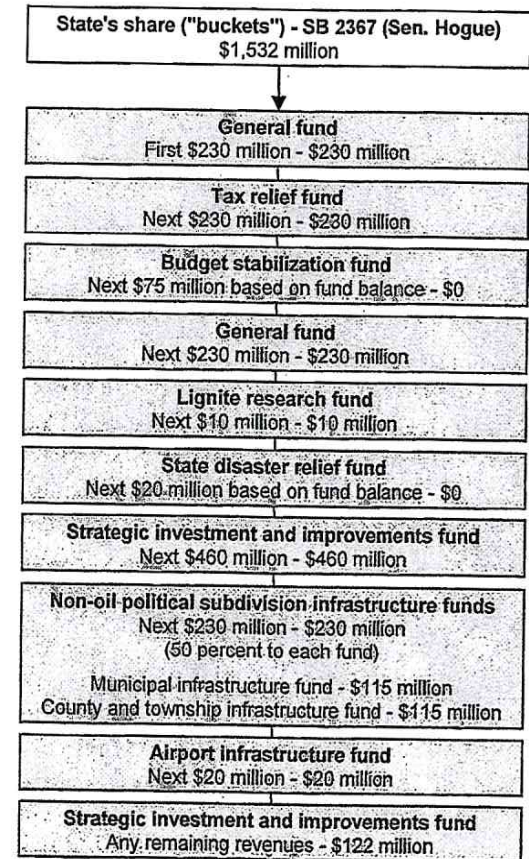 State's share ("buckets") - SB 2367 (Sen. Hogue)
$1,532 million
General fund
First $230 million - $230 million
Tax relief fund
Next $230 million - $230 million
Budget stabilization fund
Next $75 million based on fund balance - $0
General fund
Next $230 million - $230 million
Lignite research fund
Next $10 million - $10 million
State disaster relief fund
Next $20 million based on fund balance - $0
Strategic investment and improvements fund
Next $460 million - $460 million
Non-oil political subdivision infrastructure funds
Next $230 million - $230 million
(50 percent to each fund)
Municipal infrastructure fund - $115 million
County and township infrastructure fund - $115 million
Airport infrastructure fund
Next $20 million - $20 million
Strategic investment and improvements fund
Any remaining revenues - $122 million